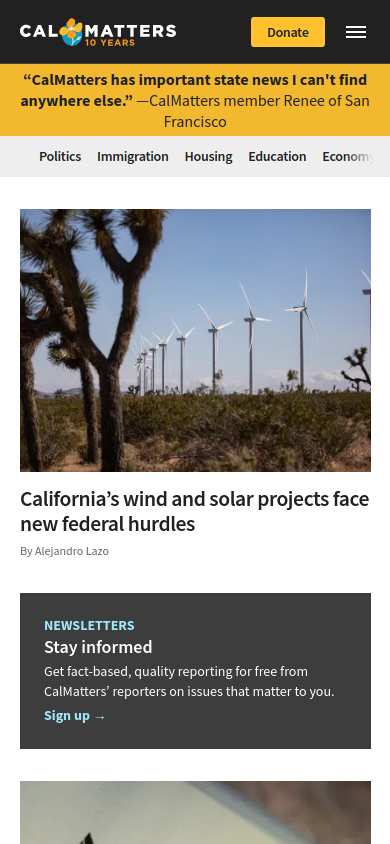 CALMATTERS
10 YEARS
Donate
“CalMatters has important state news I can't find
anywhere else.” —CalMatters member Renee of San
Francisco
Politics Immigration Housing Education Economy
California’s wind and solar projects face
new federal hurdles
By Alejandro Lazo
NEWSLETTERS
Stay informed
Get fact-based, quality reporting for free from
CalMatters’ reporters on issues that matter to you.
Sign up →